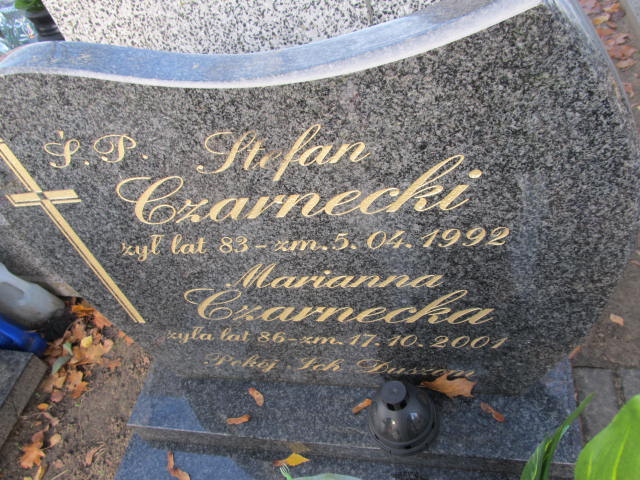 Ś.P. Stefan
Czarnecki
żył lat 83 - zm. 5. 04. 1992
Marianna
Czarnecka
żyła lat 86 - zm. 17. 10. 2001
Pokój Ich Duszom